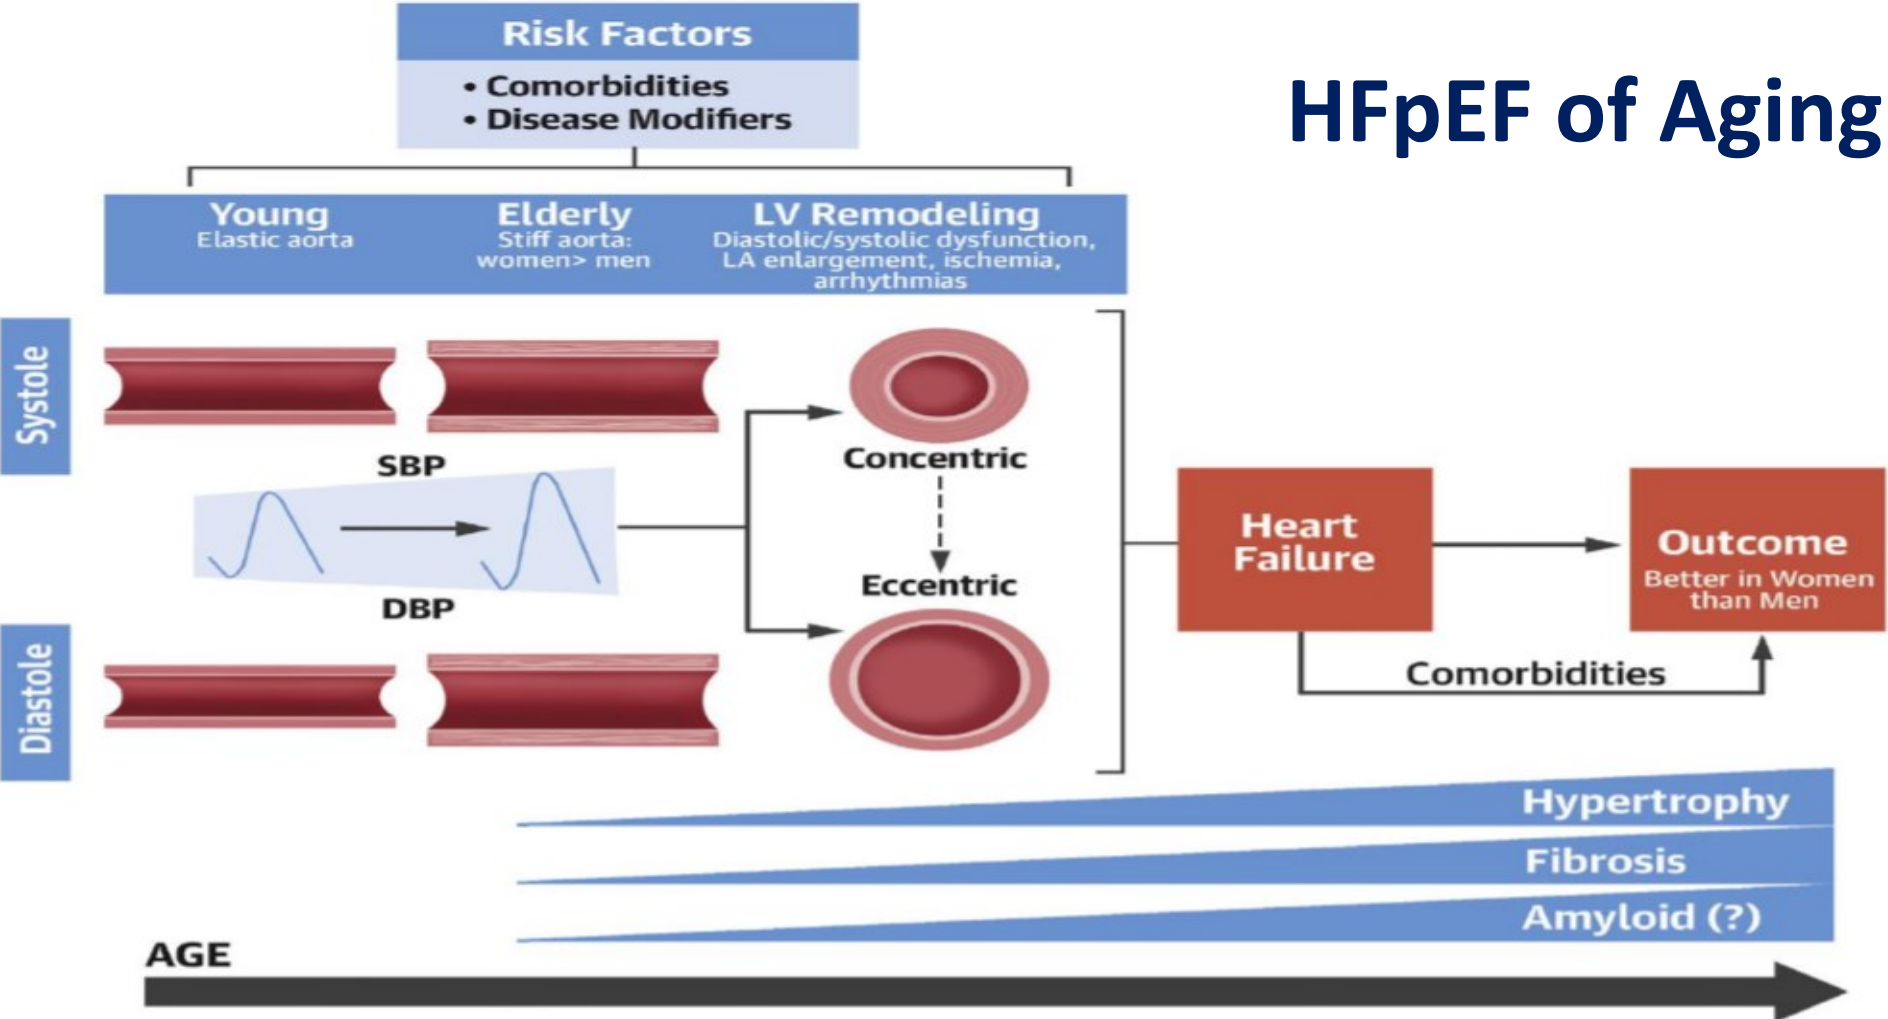 Risk Factors
• Comorbidities
• Disease Modifiers
HFpEF of Aging
Young
Elastic aorta
Elderly
Stiff aorta:
women> men
LV Remodeling
Diastolic/systolic dysfunction,
LA enlargement, ischemia,
arrhythmias
Systole
SBP
DBP
Diastole
Concentric
Eccentric
Heart
Failure
Outcome
Better in Women
than Men
Comorbidities
Hypertrophy
Fibrosis
Amyloid (?)
AGE